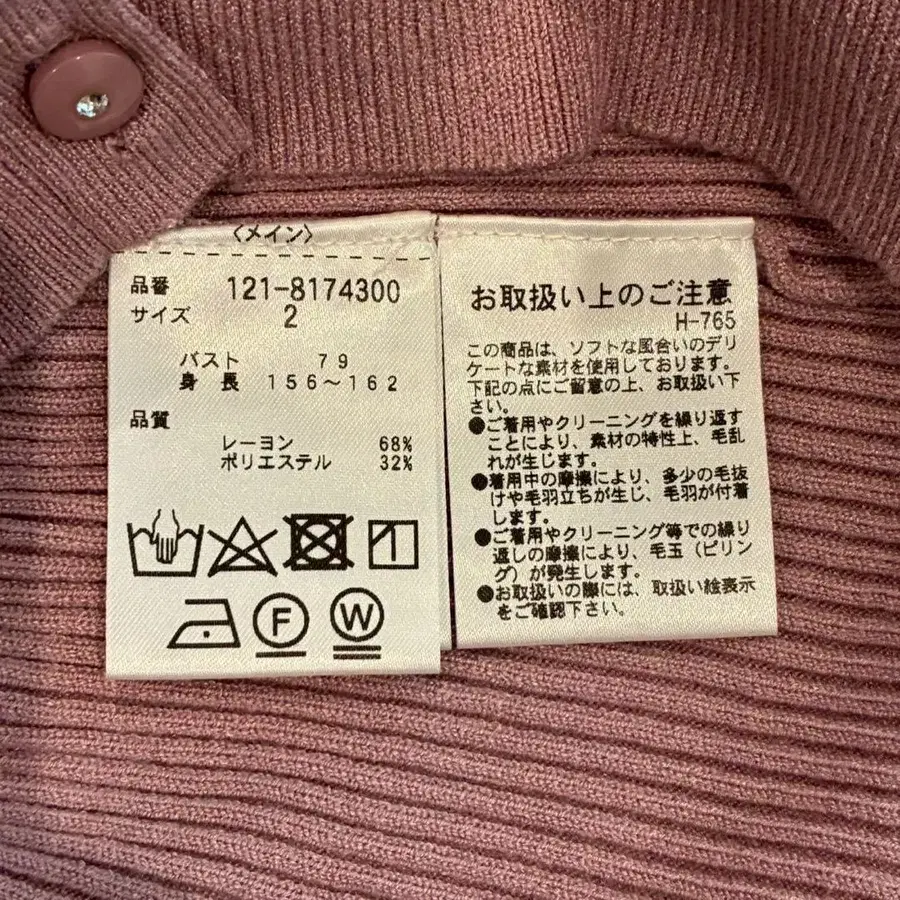 〈メイン〉
品番 121-8174300
サイズ 2
バスト 79
身長 156～162
品質
レーヨン 68%
ポリエステル 32%
F W
お取扱い上のご注意
H-765
この商品は、ソフトな風合いのデリ
ケートな素材を使用しております。
下記の点にご留意の上、お取扱い下
さい。
●ご着用やクリーニングを繰り返す
ことにより、素材の特性上、毛乱
れが生じます。
●着用中の摩擦により、多少の毛抜
けや毛羽立ちが生じ、毛羽が付着
します。
●ご着用やクリーニング等での繰り
返しの摩擦により、毛玉（ピリン
グ）が発生します。
●お取扱いの際には、取扱い絵表示
をご確認下さい。